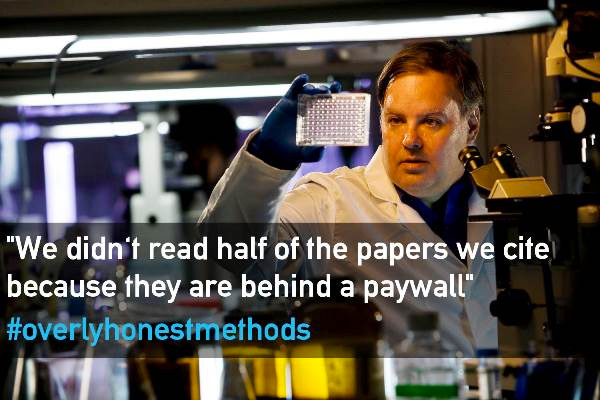 "We didn't read half of the papers we cite
because they are behind a paywall"
#overlyhonestmethods